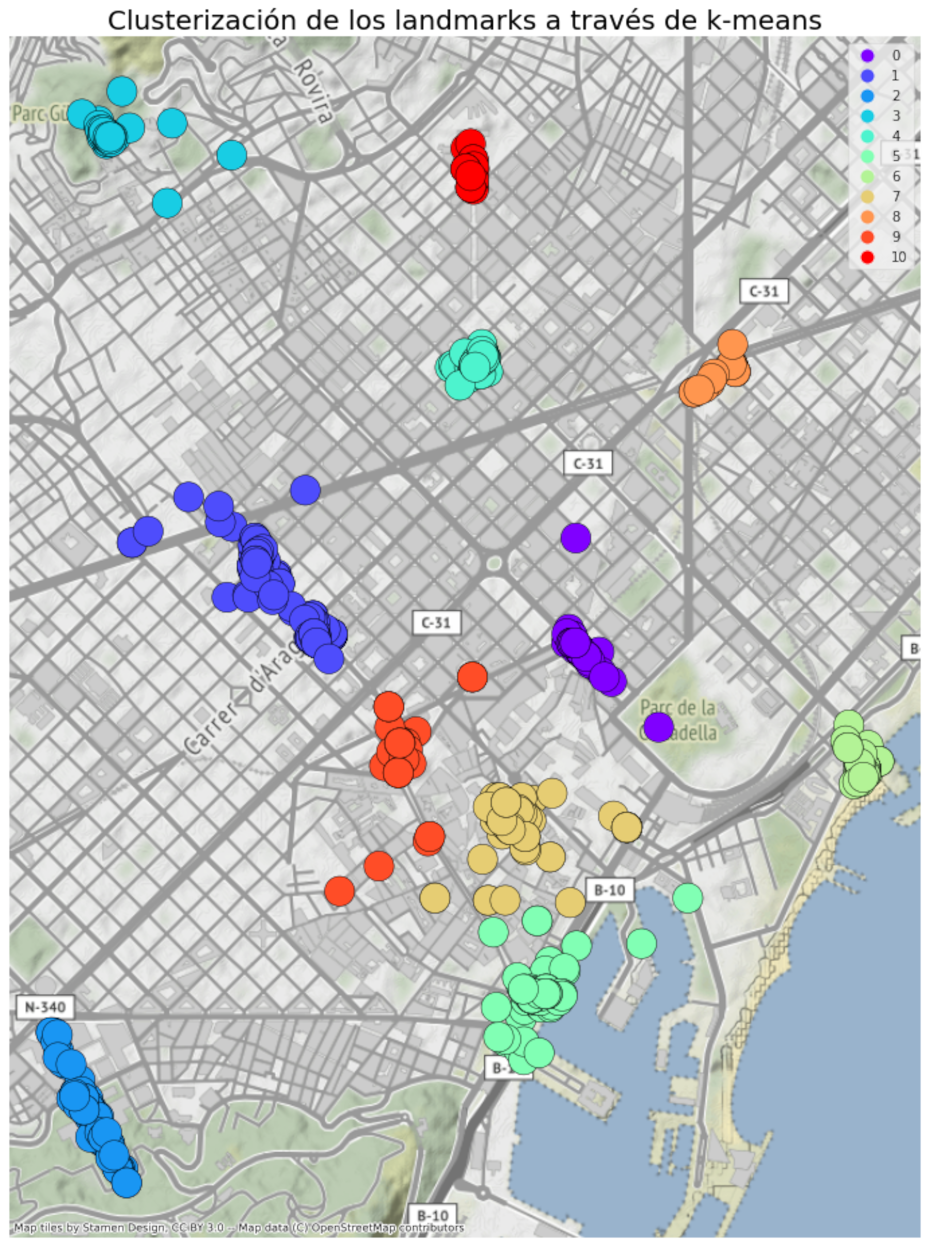 Clusterización de los landmarks a través de k-means
Rovira
Parc Gü
0
1
2
3
4
5
6
7
8
9
10
C-31
C-31
C-31
Carrer d'Arag
Parc de la
adella
B-10
N-340
B-1
B-10
Map tiles by Stamen Design, CC BY 3.0 -- Map data (C) OpenStreetMap contributors